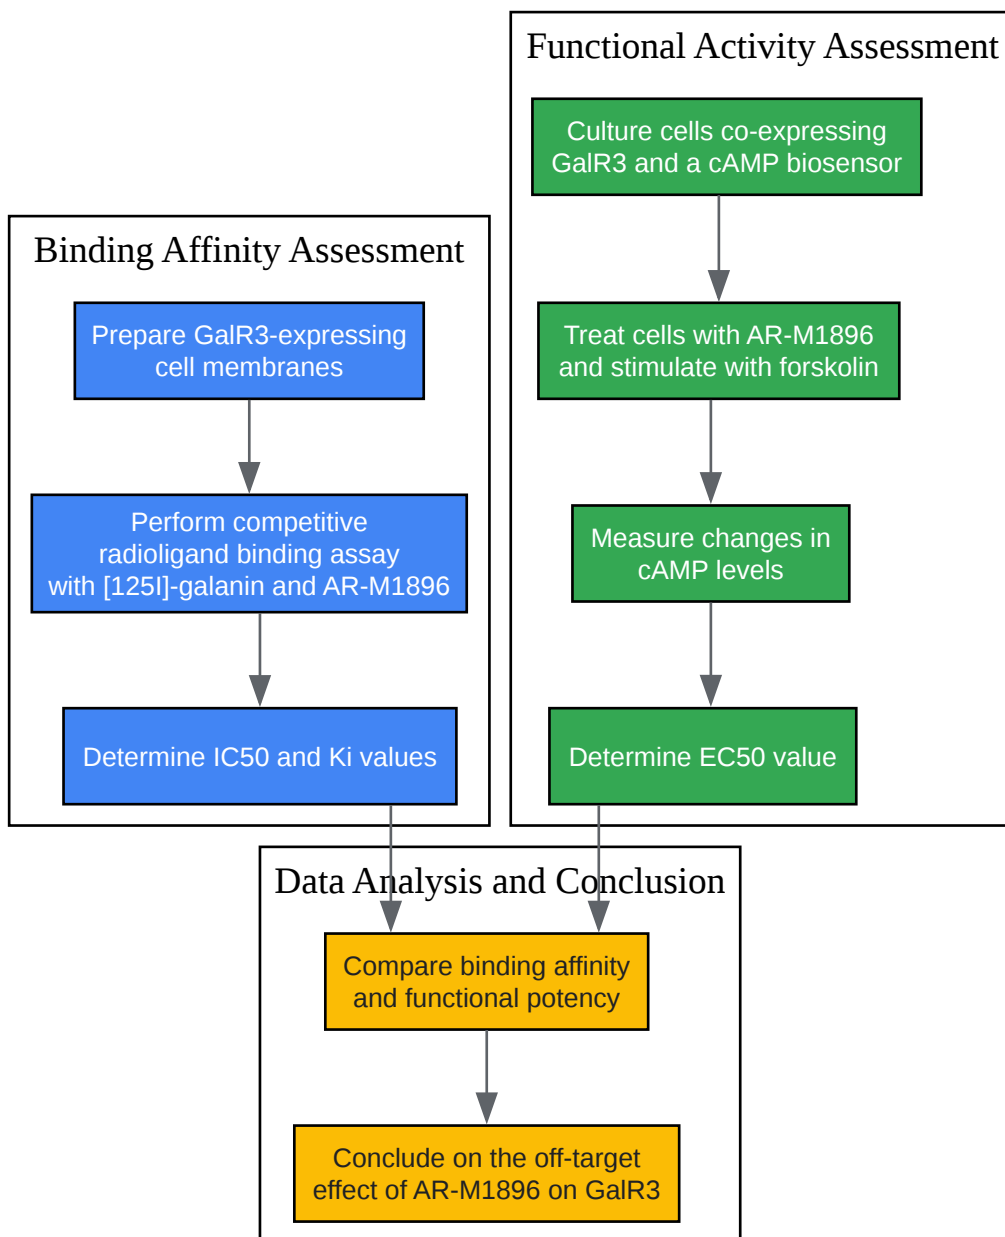 Functional Activity Assessment
Culture cells co-expressing
GalR3 and a cAMP biosensor
Treat cells with AR-M1896
and stimulate with forskolin
Measure changes in
cAMP levels
Determine EC50 value
Binding Affinity Assessment
Prepare GalR3-expressing
cell membranes
Perform competitive
radioligand binding assay
with [125I]-galanin and AR-M1896
Determine IC50 and Ki values
Data Analysis and Conclusion
Compare binding affinity
and functional potency
Conclude on the off-target
effect of AR-M1896 on GalR3